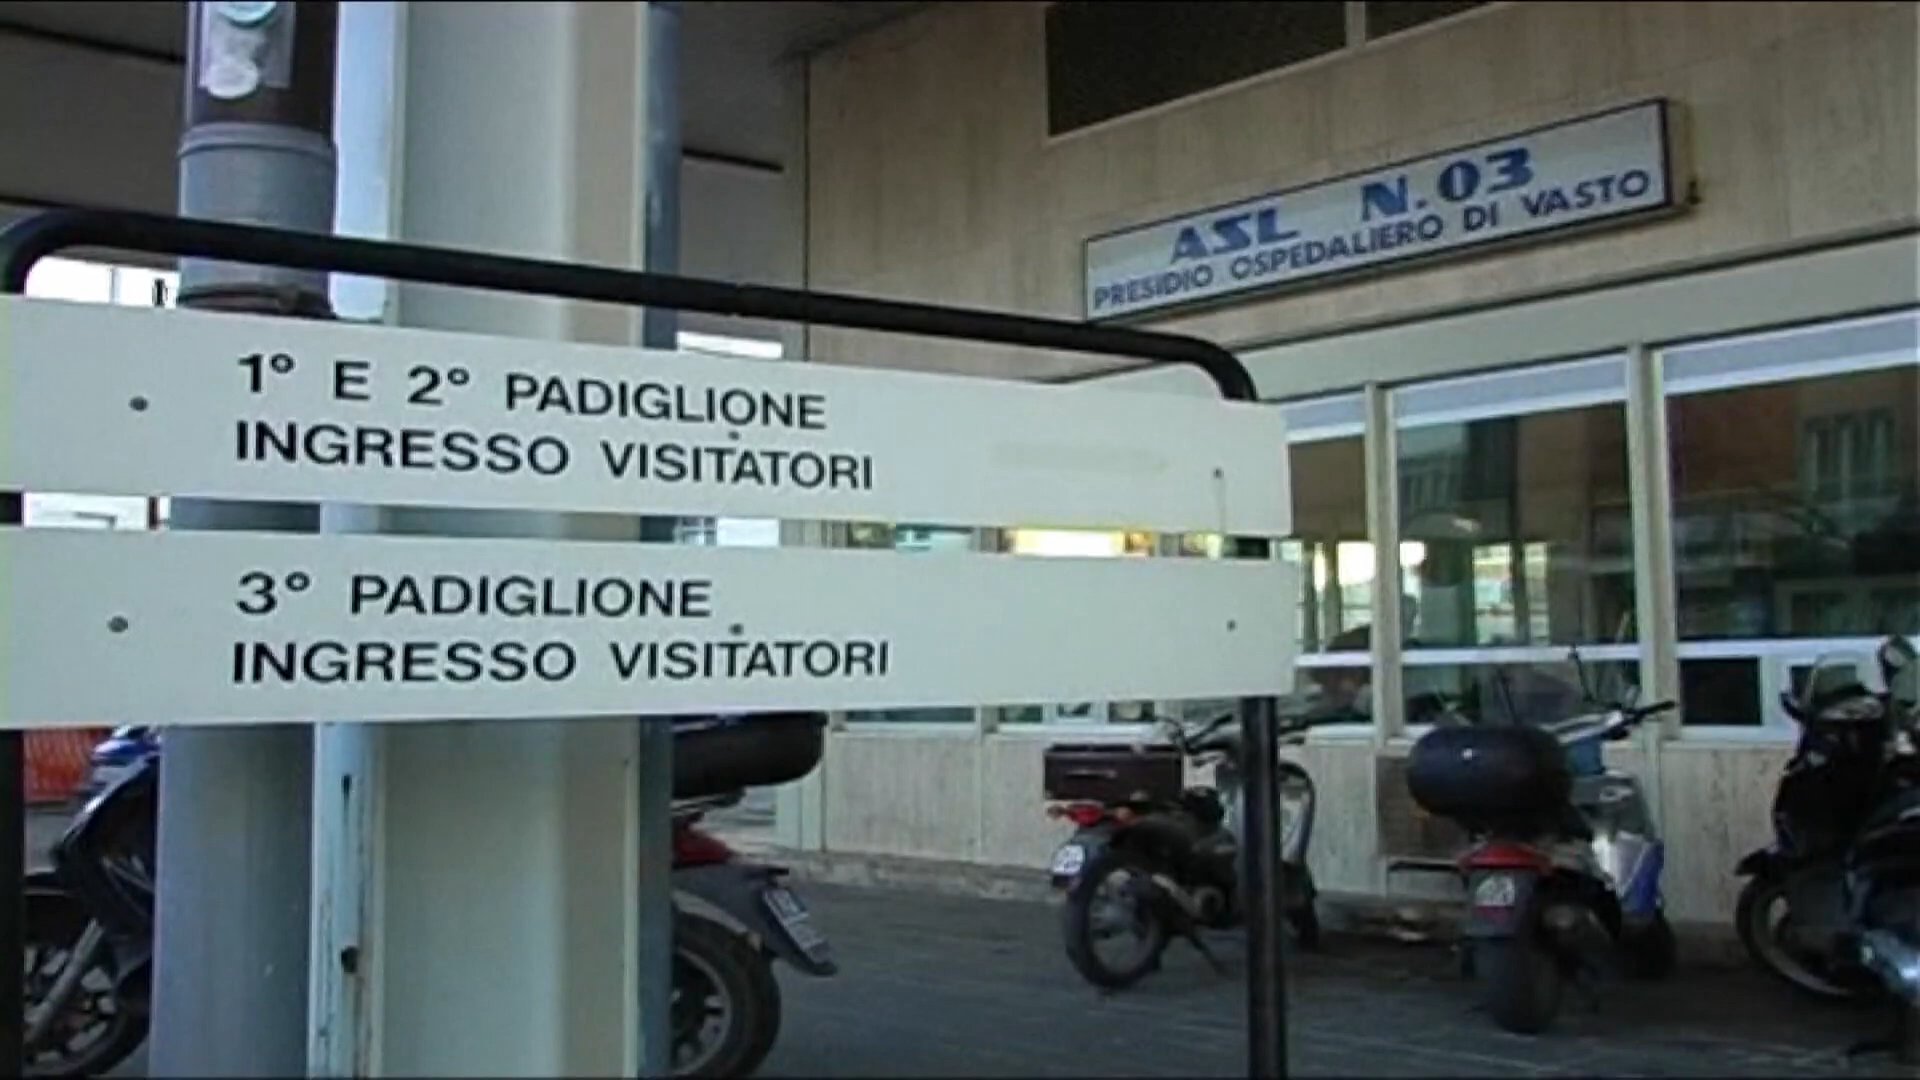 ASL N.03
PRESIDIO OSPEDALIERO DI VASTO
1° E 2° PADIGLIONE
INGRESSO VISITATORI
3° PADIGLIONE
INGRESSO VISITATORI